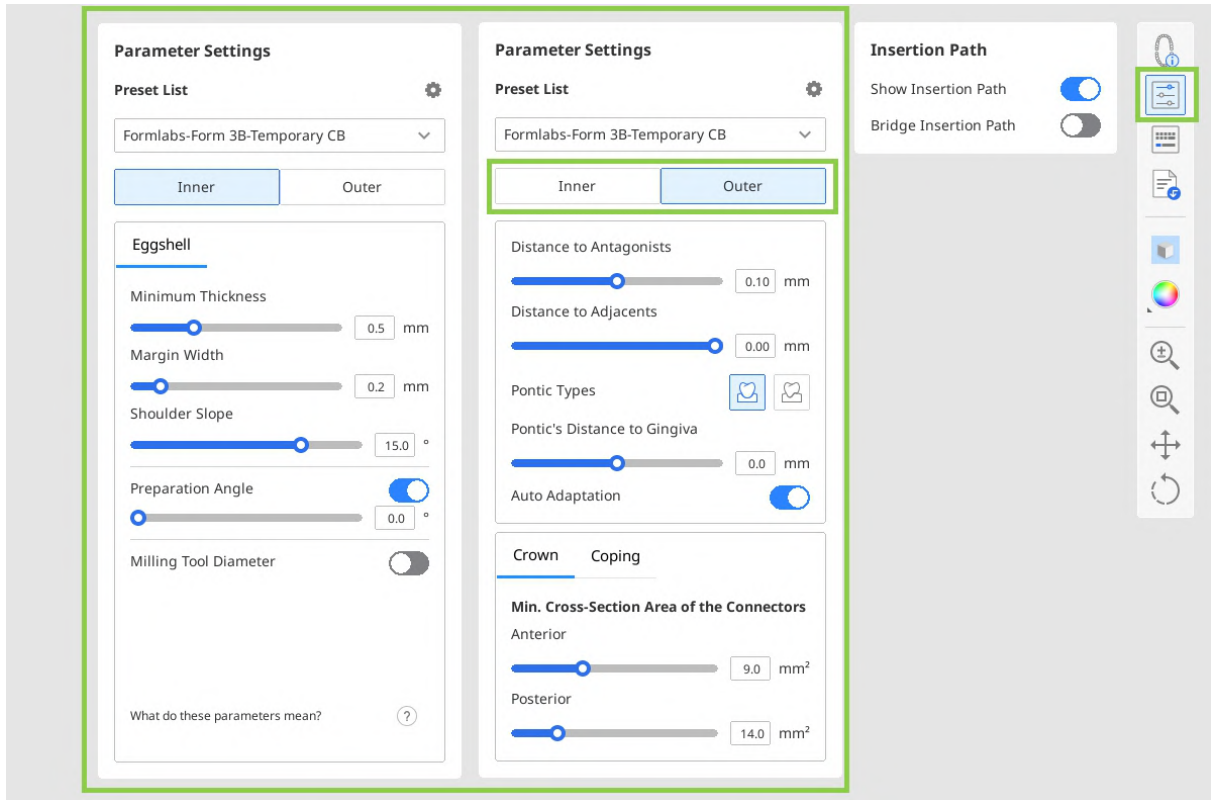 Parameter Settings
Preset List
Formlabs-Form 3B-Temporary CB
Inner Outer
Eggshell
Minimum Thickness
0.5 mm
Margin Width
0.2 mm
Shoulder Slope
15.0 °
Preparation Angle
0.0 °
Milling Tool Diameter
What do these parameters mean? ?
Parameter Settings
Preset List
Formlabs-Form 3B-Temporary CB
Inner Outer
Distance to Antagonists
0.10 mm
Distance to Adjacents
0.00 mm
Pontic Types
Pontic's Distance to Gingiva
0.0 mm
Auto Adaptation
Crown Coping
Min. Cross-Section Area of the Connectors
Anterior
9.0 mm²
Posterior
14.0 mm²
Insertion Path
Show Insertion Path
Bridge Insertion Path